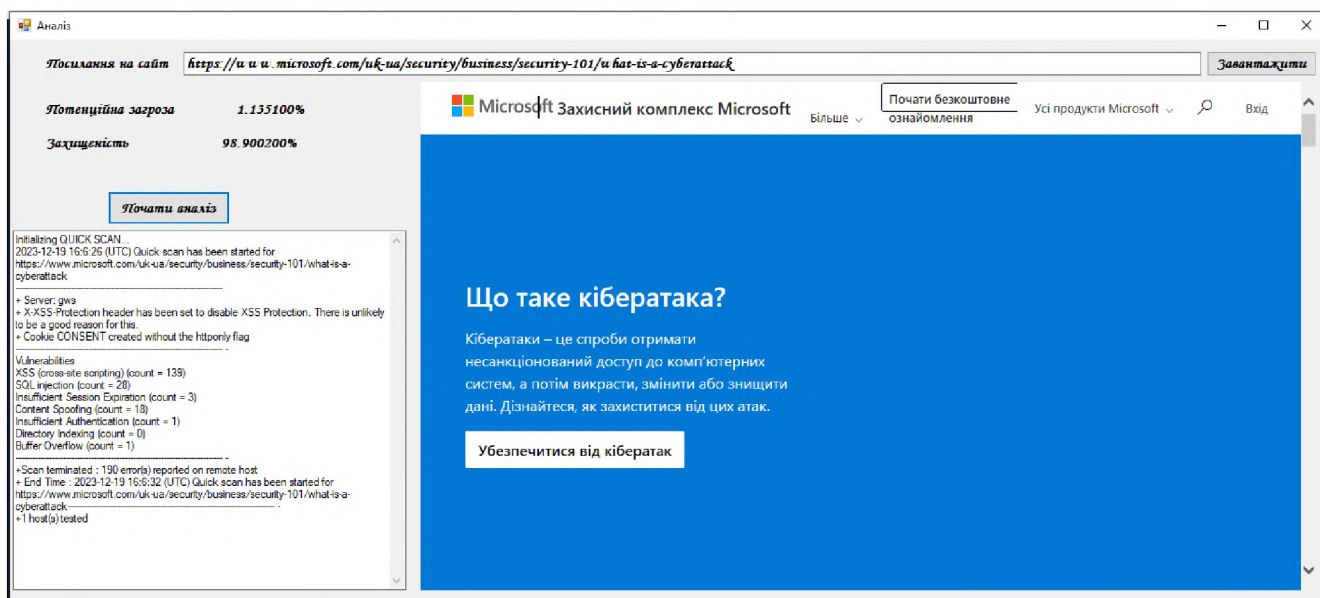 Аналіз
Посилання на сайт https://www.microsoft.com/uk-ua/security/business/security-101/what-is-a-cyberattack Завантажити
Потенційна загроза 1.135100%
Захищеність 98.900200%
Почати аналіз
Initializing QUICK SCAN...
2023-12-19 16:6:26 (UTC) Quick scan has been started for
https://www.microsoft.com/uk-ua/security/business/security-101/what-is-a-
cyberattack
+ Server: gws
+ X-XSS-Protection header has been set to disable XSS Protection. There is unlikely
to be a good reason for this.
+ Cookie CONSENT created without the httponly flag
Vulnerabilities
XSS (cross-site scripting) (count = 139)
SQL injection (count = 28)
Insufficient Session Expiration (count = 3)
Content Spoofing (count = 18)
Insufficient Authentication (count = 1)
Directory Indexing (count = 0)
Buffer Overflow (count = 1)
+Scan terminated : 190 error(s) reported on remote host
+ End Time : 2023-12-19 16:6:32 (UTC) Quick scan has been started for
https://www.microsoft.com/uk-ua/security/business/security-101/what-is-a-
cyberattack
+1 host(s) tested
Microsoft Захисний комплекс Microsoft Більше Почати безкоштовне
ознайомлення Усі продукти Microsoft Вхід
Що таке кібератака?
Кібератаки – це спроби отримати
несанкціонований доступ до комп'ютерних
систем, а потім викрасти, змінити або знищити
дані. Дізнайтеся, як захиститися від цих атак.
Убезпечитися від кібератак